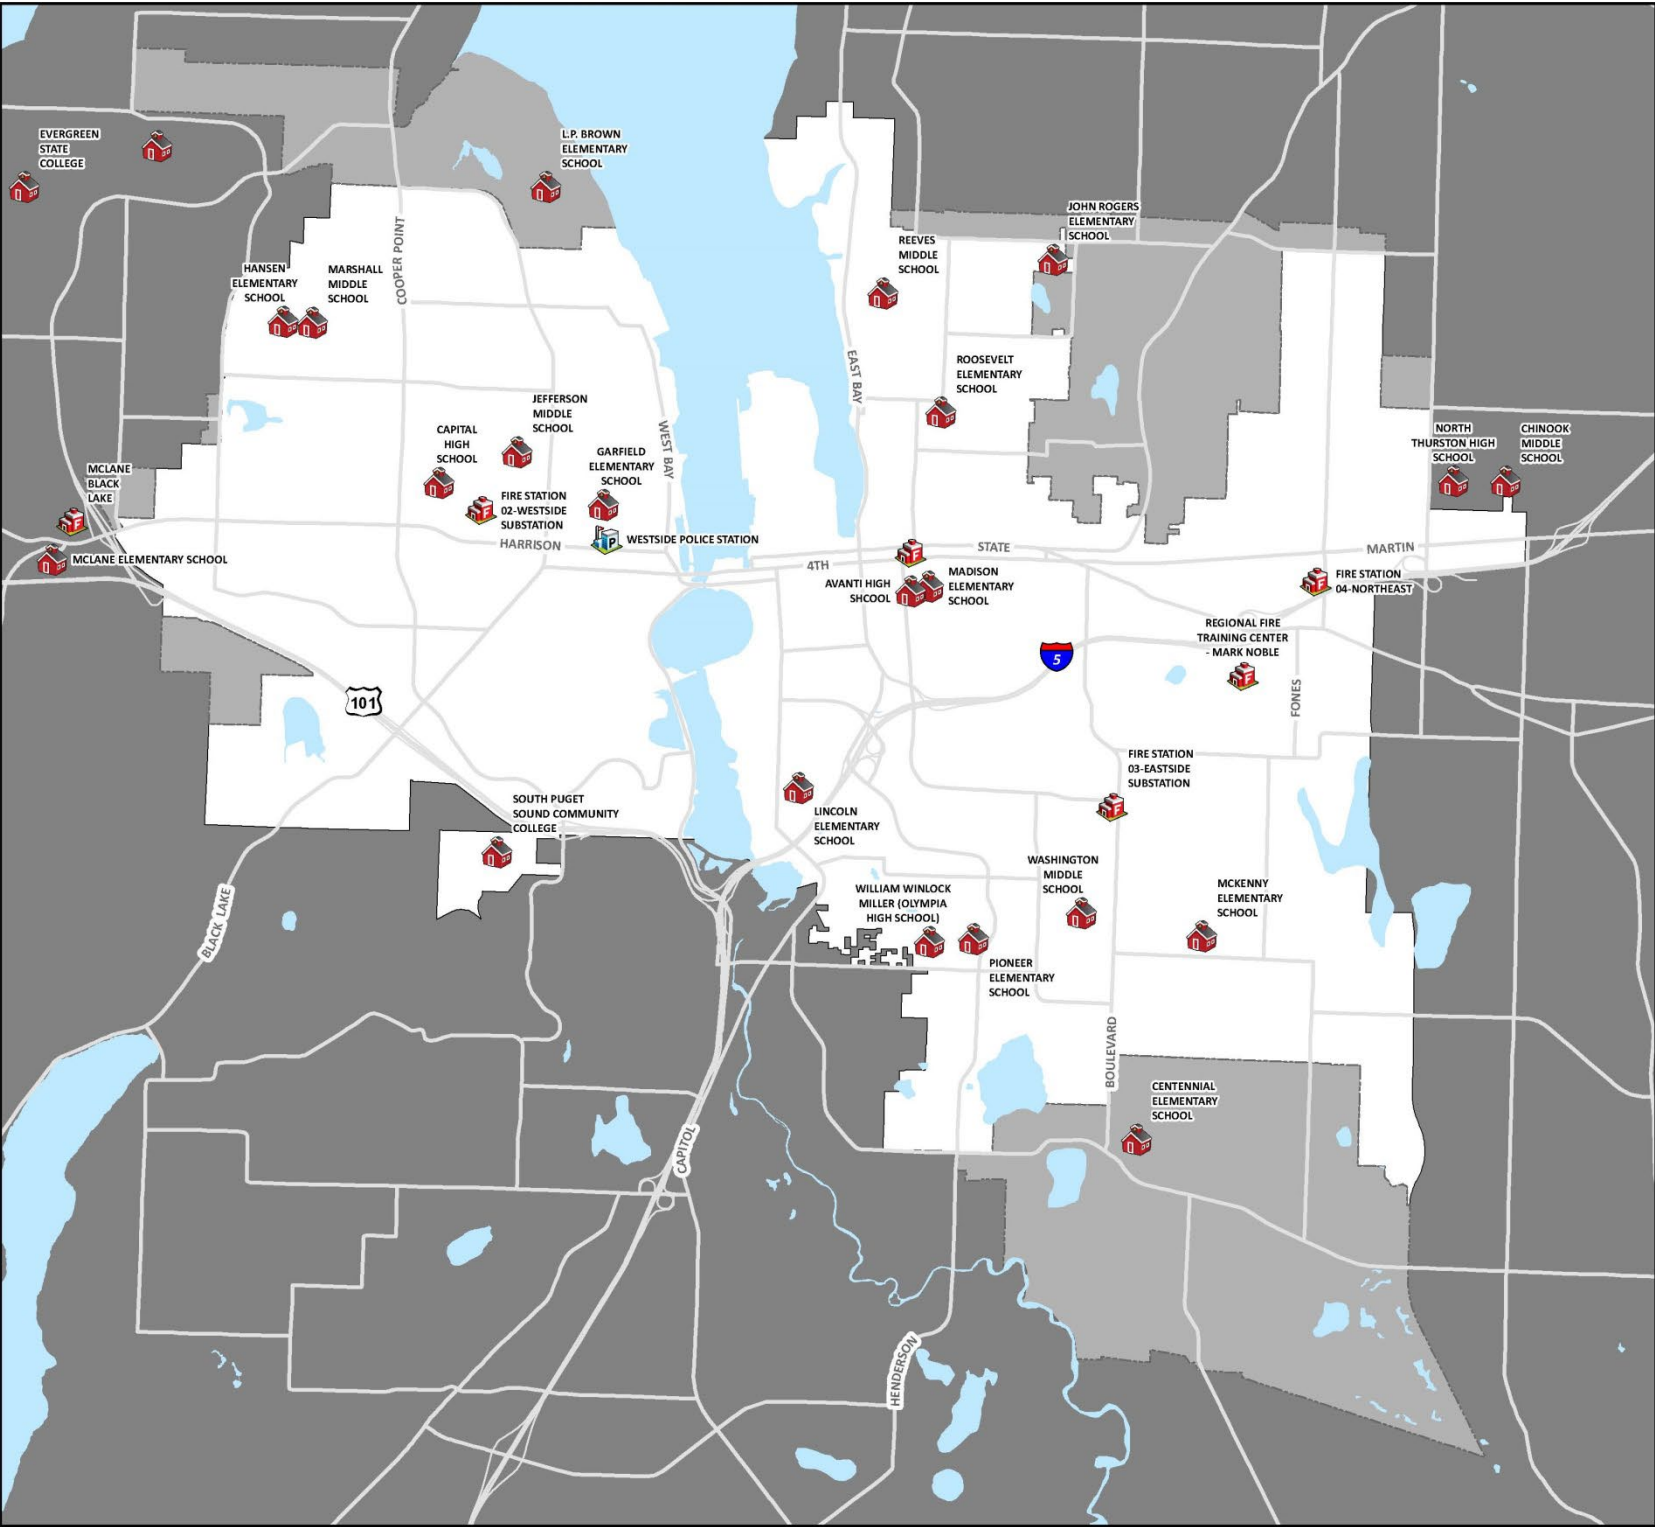 EVERGREEN
STATE
COLLEGE
L.P. BROWN
ELEMENTARY
SCHOOL
JOHN ROGERS
ELEMENTARY
SCHOOL
COOPER POINT
REEVES
MIDDLE
SCHOOL
HANSEN
ELEMENTARY
SCHOOL
MARSHALL
MIDDLE
SCHOOL
EAST BAY
ROOSEVELT
ELEMENTARY
SCHOOL
JEFFERSON
MIDDLE
SCHOOL
CAPITAL
HIGH
SCHOOL
GARFIELD
ELEMENTARY
SCHOOL
WEST BAY
NORTH
THURSTON HIGH
SCHOOL
CHINOOK
MIDDLE
SCHOOL
MCLANE
BLACK
LAKE
F
F
FIRE STATION
02-WESTSIDE
SUBSTATION
HARRISON
P
WESTSIDE POLICE STATION
MCLANE ELEMENTARY SCHOOL
4TH
F
STATE
MARTIN
AVANTI HIGH
SHCOOL
MADISON
ELEMENTARY
SCHOOL
F
FIRE STATION
04-NORTHEAST
REGIONAL FIRE
TRAINING CENTER
- MARK NOBLE
F
5
101
FONES
FIRE STATION
03-EASTSIDE
SUBSTATION
F
SOUTH PUGET
SOUND COMMUNITY
COLLEGE
LINCOLN
ELEMENTARY
SCHOOL
WASHINGTON
MIDDLE
SCHOOL
WILLIAM WINLOCK
MILLER (OLYMPIA
HIGH SCHOOL)
MCKENNY
ELEMENTARY
SCHOOL
BLACK LAKE
PIONEER
ELEMENTARY
SCHOOL
BOULEVARD
CENTENNIAL
ELEMENTARY
SCHOOL
CAPITOL
HENDERSON